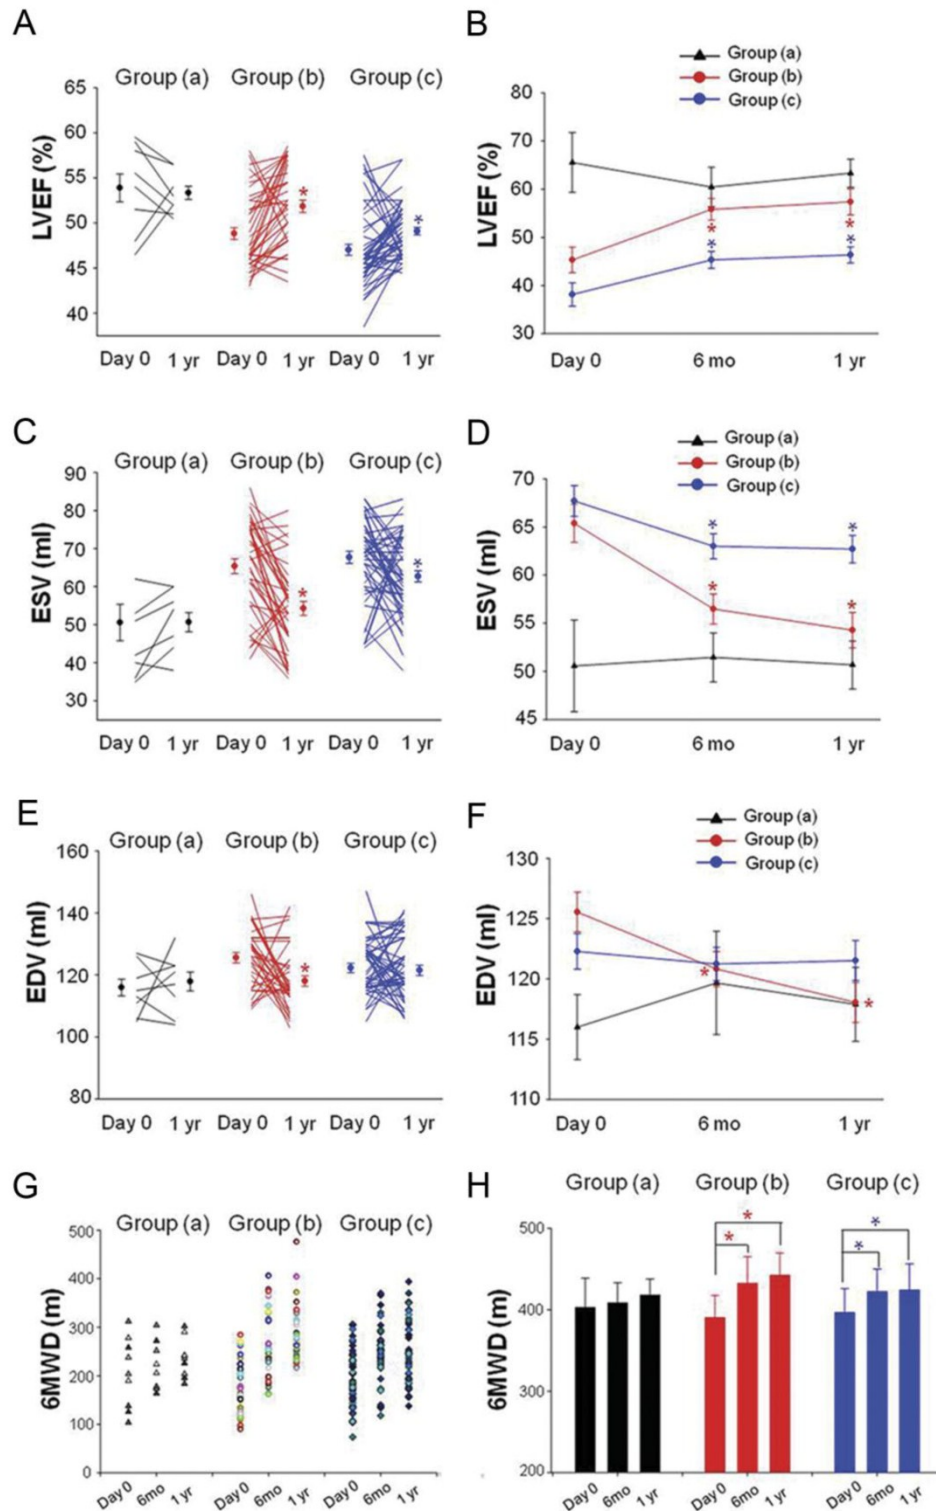 A
Group (a) Group (b) Group (c)
LVEF (%)
65
60
55
50
45
40
Day 0 1 yr Day 0 1 yr Day 0 1 yr
*
*
B
Group (a)
Group (b)
Group (c)
LVEF (%)
80
70
60
50
40
30
* *
* *
Day 0 6 mo 1 yr
C
Group (a) Group (b) Group (c)
ESV (ml)
90
80
70
60
50
40
30
*
*
Day 0 1 yr Day 0 1 yr Day 0 1 yr
D
Group (a)
Group (b)
Group (c)
ESV (ml)
70
65
60
55
50
45
* *
* *
Day 0 6 mo 1 yr
E
Group (a) Group (b) Group (c)
EDV (ml)
160
140
120
100
80
*
Day 0 1 yr Day 0 1 yr Day 0 1 yr
F
Group (a)
Group (b)
Group (c)
EDV (ml)
130
125
120
115
110
* *
Day 0 6 mo 1 yr
G
Group (a) Group (b) Group (c)
6MWD (m)
500
400
300
200
100
0
Day 0 6mo 1 yr Day 0 6mo 1 yr Day 0 6mo 1 yr
H
Group (a) Group (b) Group (c)
6MWD (m)
500
400
400
200
* *
* *
Day 0 6mo 1 yr Day 0 6mo 1 yr Day 0 6mo 1 yr